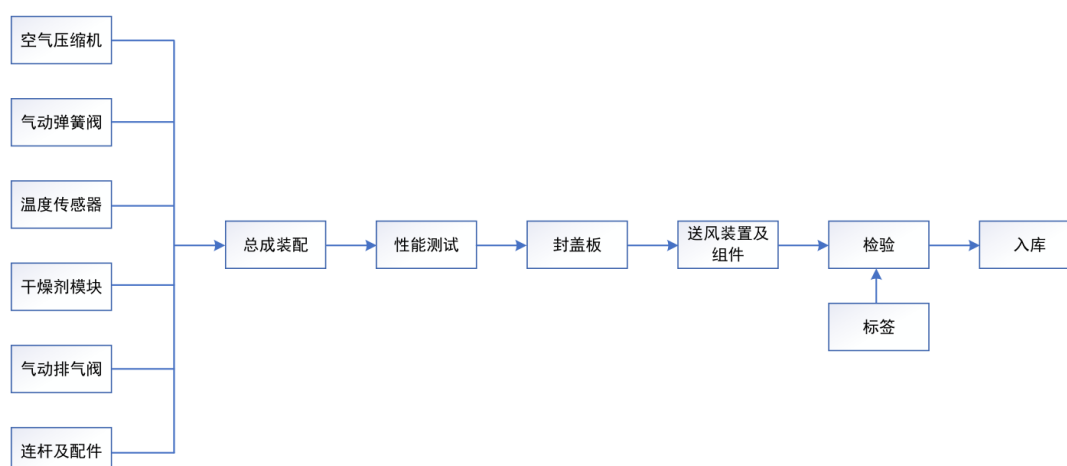 空气压缩机
气动弹簧阀
温度传感器
干燥剂模块
气动排气阀
连杆及配件
总成装配
性能测试
封盖板
送风装置及
组件
检验
入库
标签